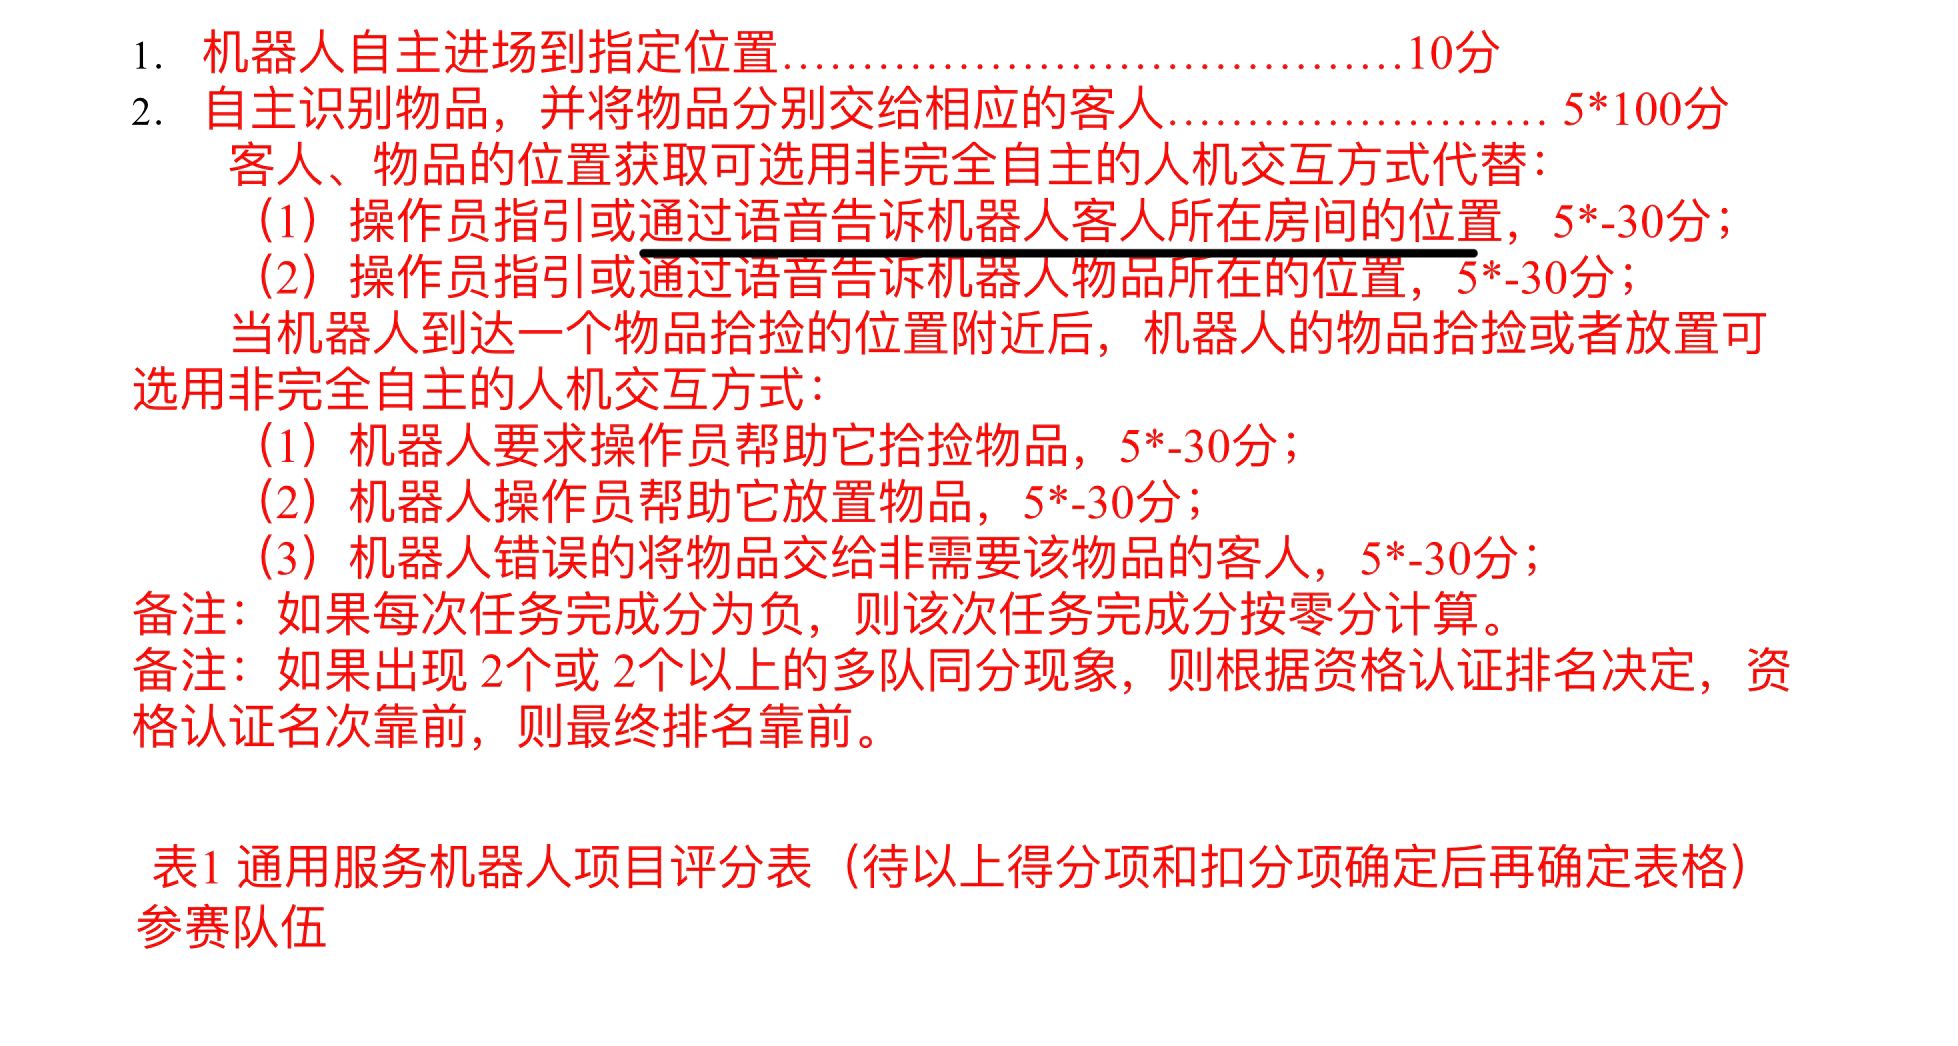 1. 机器人自主进场到指定位置.......................................10分
2. 自主识别物品，并将物品分别交给相应的客人........................ 5*100分
客人、物品的位置获取可选用非完全自主的人机交互方式代替：
（1）操作员指引或通过语音告诉机器人客人所在房间的位置，5*-30分；
（2）操作员指引或通过语音告诉机器人物品所在的位置，5*-30分；
当机器人到达一个物品拾捡的位置附近后，机器人的物品拾捡或者放置可
选用非完全自主的人机交互方式：
（1）机器人要求操作员帮助它拾捡物品，5*-30分；
（2）机器人操作员帮助它放置物品，5*-30分；
（3）机器人错误的将物品交给非需要该物品的客人，5*-30分；
备注：如果每次任务完成分为负，则该次任务完成分按零分计算。
备注：如果出现 2个或 2个以上的多队同分现象，则根据资格认证排名决定，资
格认证名次靠前，则最终排名靠前。
表1 通用服务机器人项目评分表（待以上得分项和扣分项确定后再确定表格）
参赛队伍